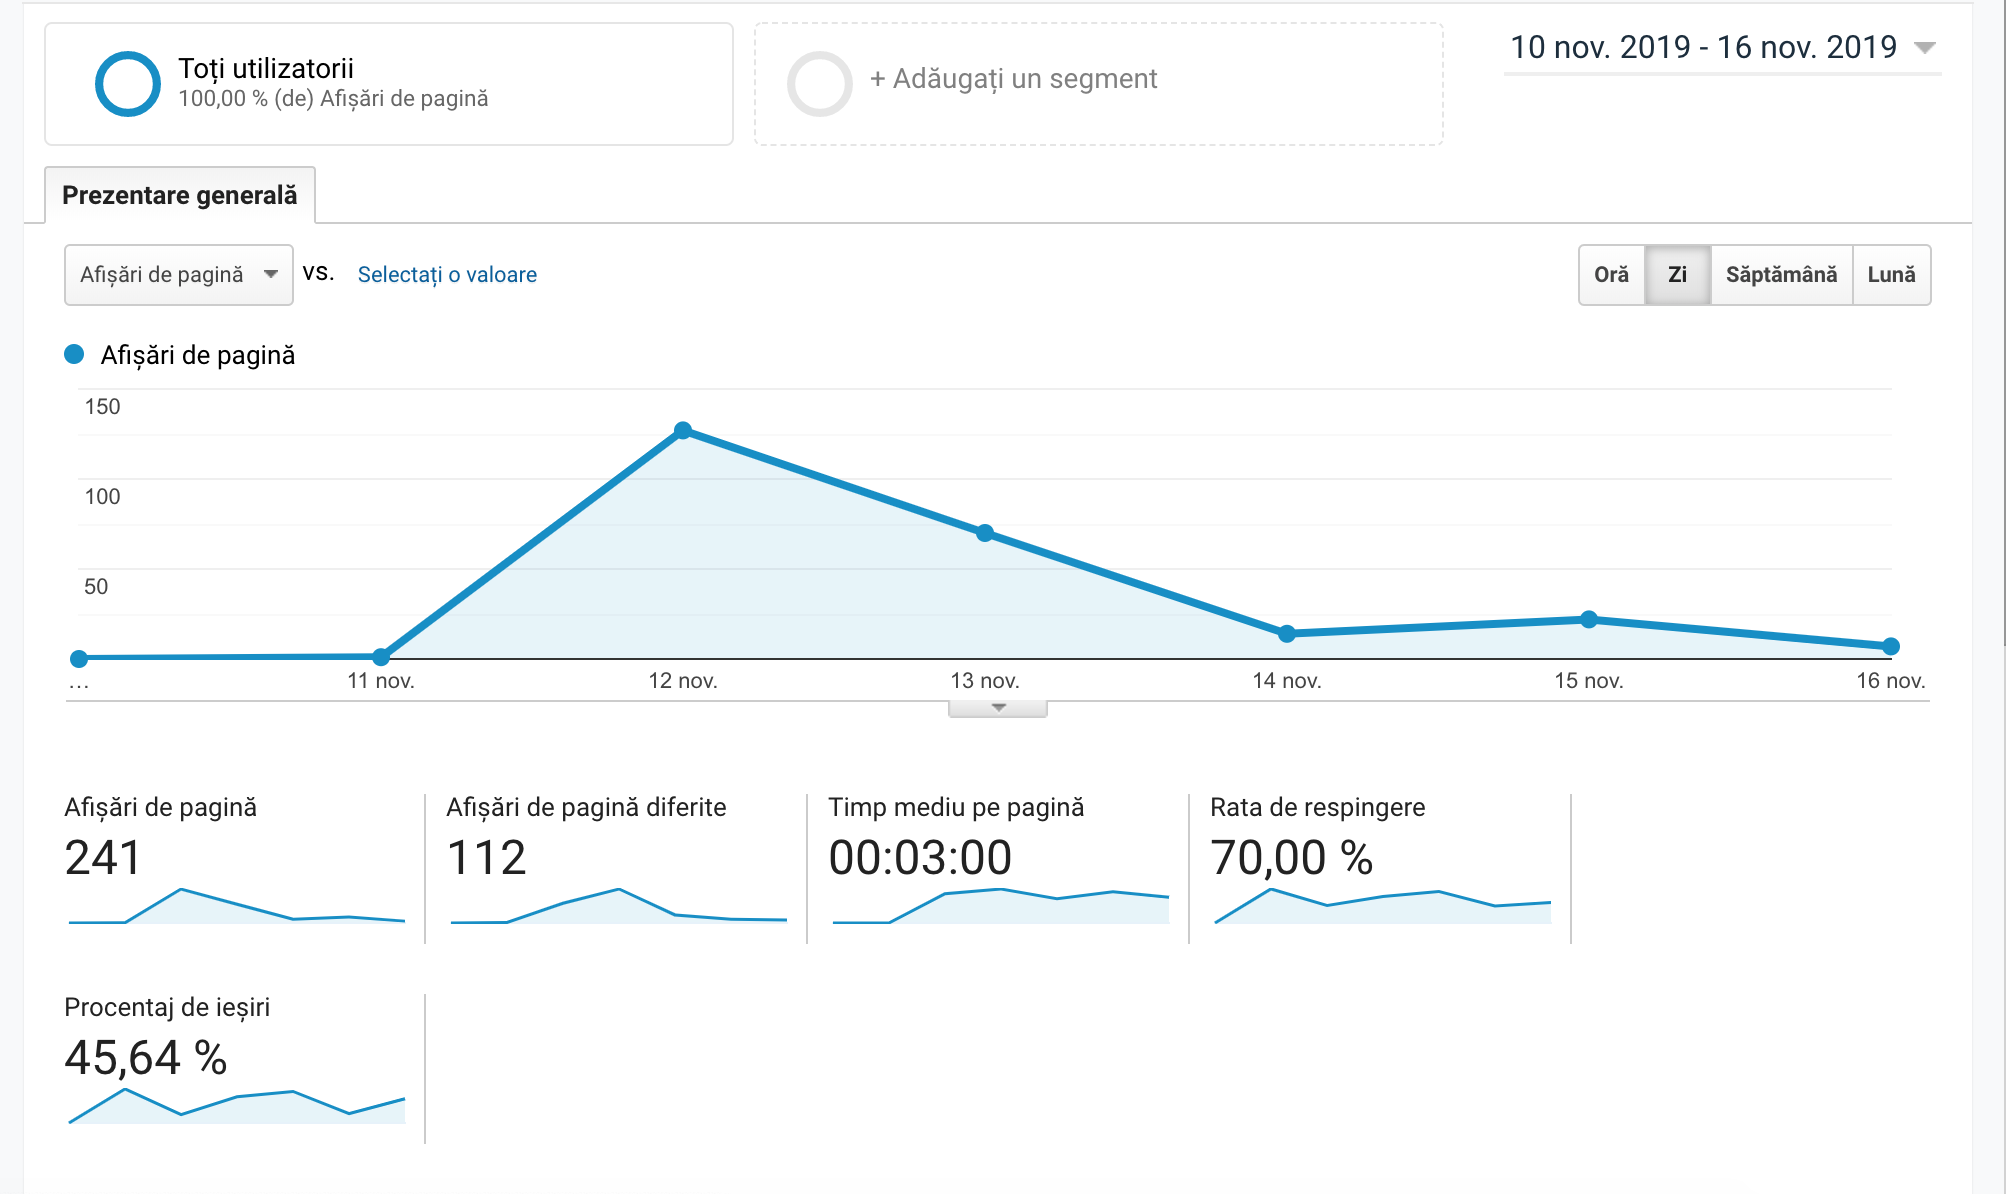 Toți utilizatorii
100,00 % (de) Afișări de pagină
+ Adăugați un segment
10 nov. 2019 - 16 nov. 2019
Prezentare generală
Afișări de pagină
vs.
Selectați o valoare
Oră
Zi
Săptămână
Lună
Afișări de pagină
150
100
50
...
11 nov.
12 nov.
13 nov.
14 nov.
15 nov.
16 nov.
Afișări de pagină
241
Afișări de pagină diferite
112
Timp mediu pe pagină
00:03:00
Rata de respingere
70,00 %
Procentaj de ieșiri
45,64 %